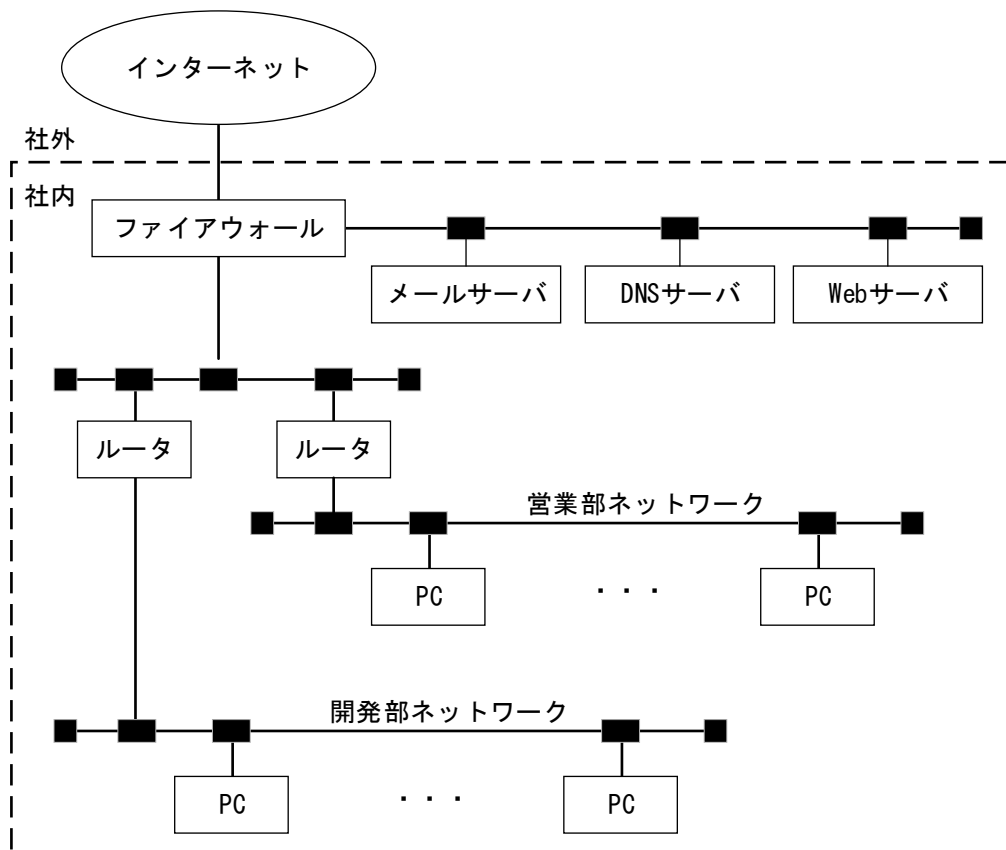 インターネット
社外
社内
ファイアウォール
メールサーバ
DNSサーバ
Webサーバ
ルータ
ルータ
営業部ネットワーク
PC
・・・
PC
開発部ネットワーク
PC
・・・
PC